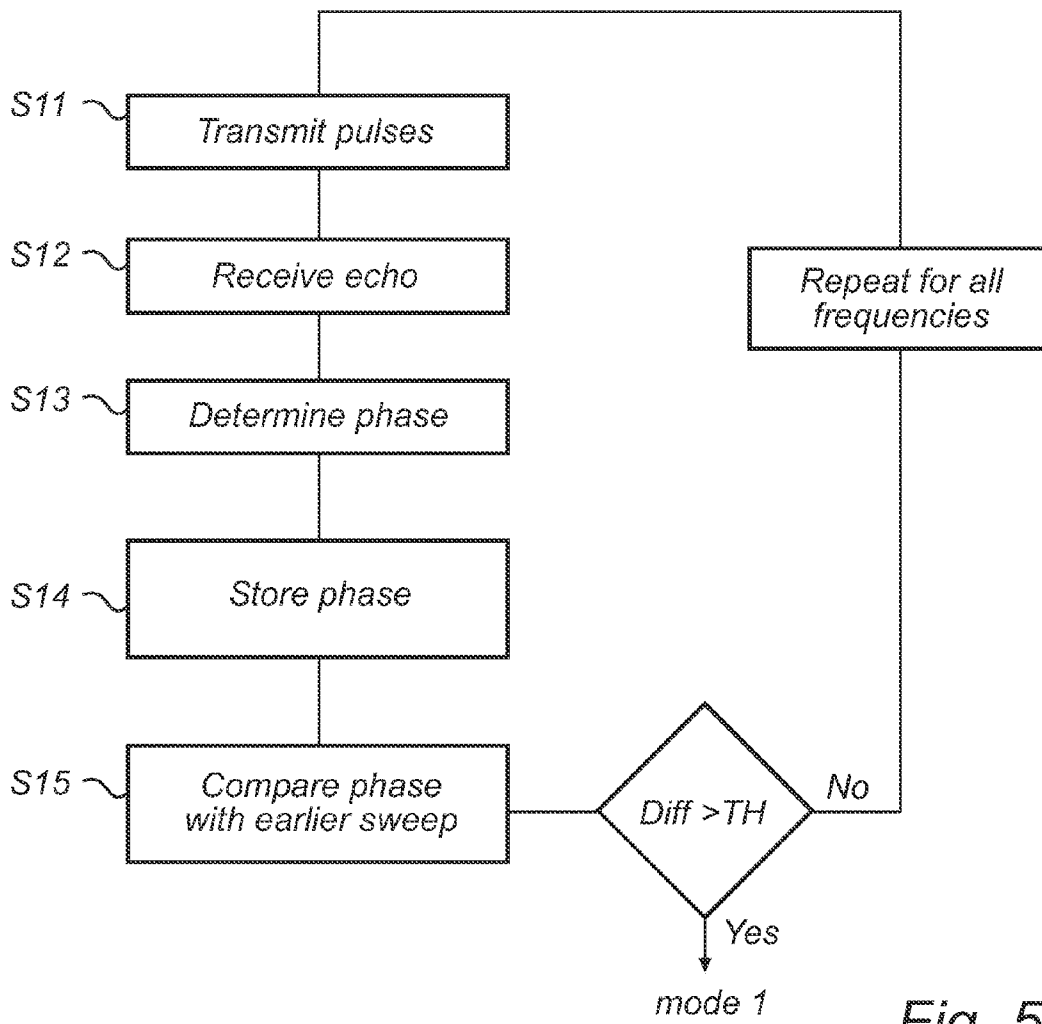 S11
Transmit pulses
S12
Receive echo
Repeat for all
frequencies
S13
Determine phase
S14
Store phase
S15
Compare phase
with earlier sweep
Diff >TH
No
Yes
mode 1
Fig. 5